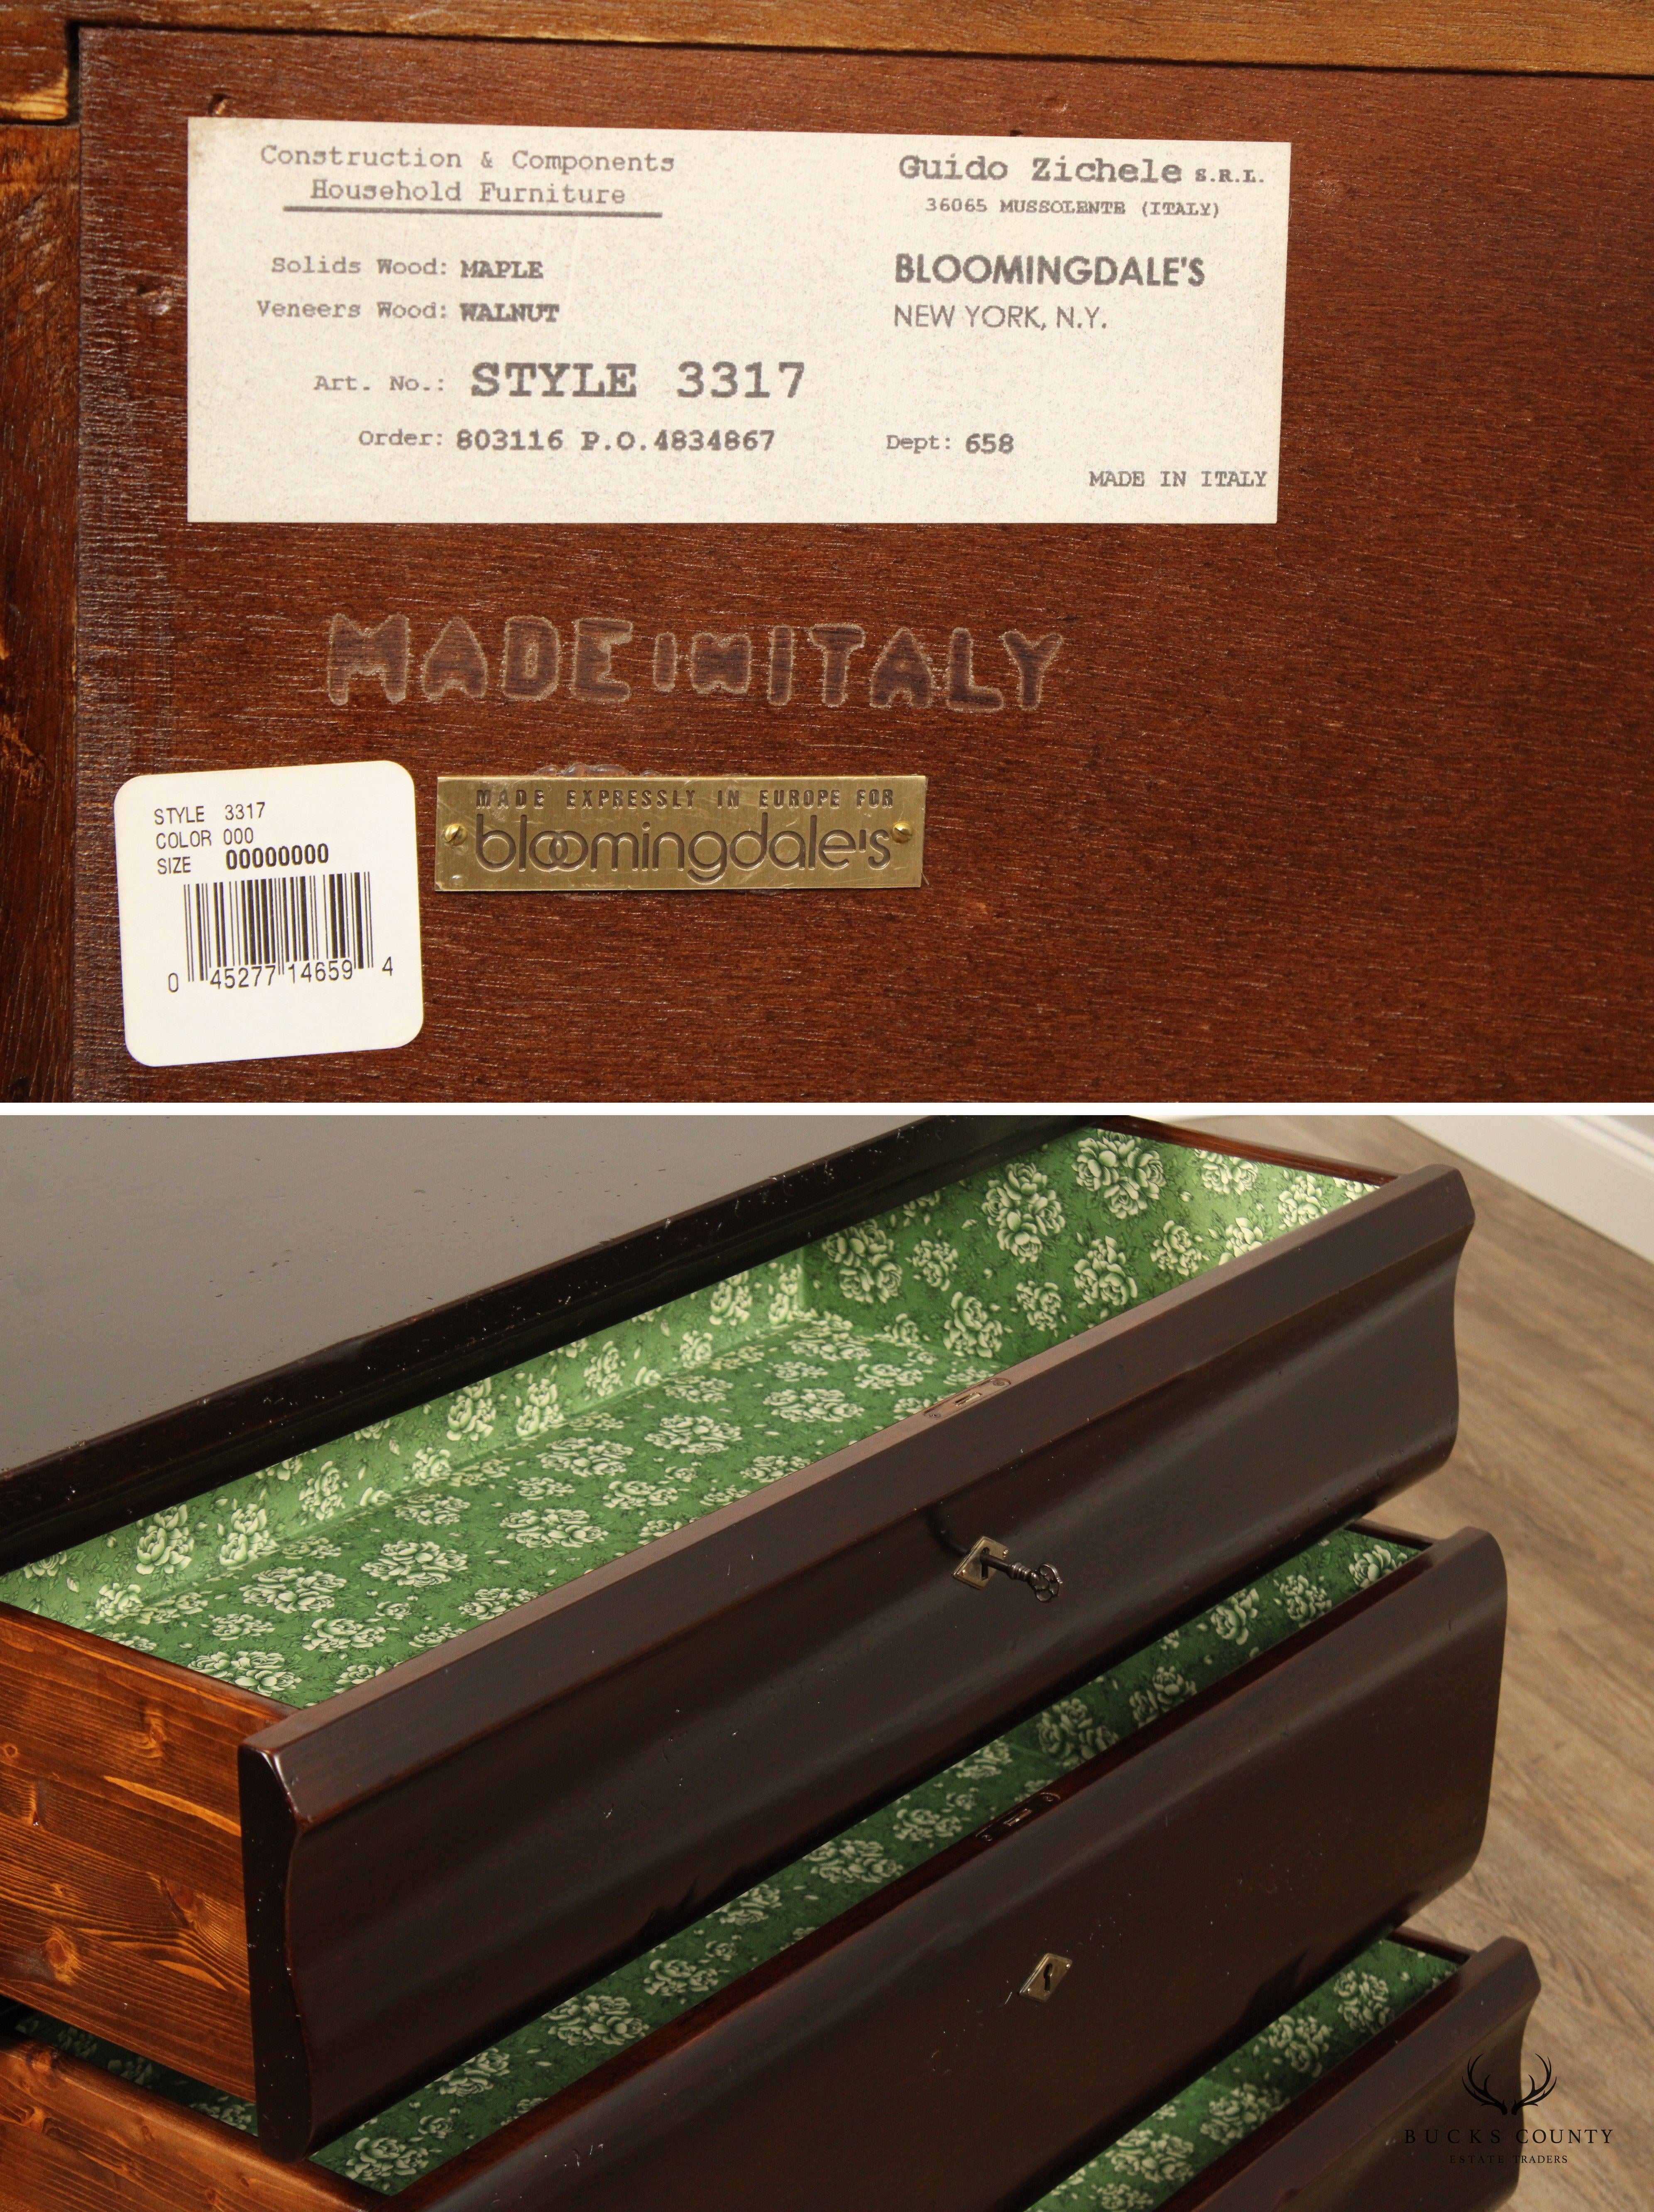 Construction & Components
Household Furniture
Solids Wood: MAPLE
Veneers Wood: WALNUT
Art. No.: STYLE 3317
Order: 803116 P.O.4834867
Guido Zichele S.R.L.
36065 MUSSOLENTE (ITALY)
BLOOMINGDALE'S
NEW YORK, N.Y.
Dept: 658
MADE IN ITALY
MADE IN ITALY
STYLE 3317
COLOR 000
SIZE 00000000
0 45277 14659 4
MADE EXPRESSLY IN EUROPE FOR
bloomingdale's
BUCKS COUNTY
ESTATE TRADERS